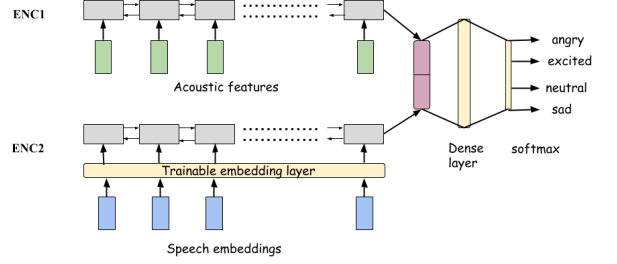 ENC1
Acoustic features
angry
excited
neutral
sad
ENC2
Trainable embedding layer
Dense
layer
softmax
Speech embeddings